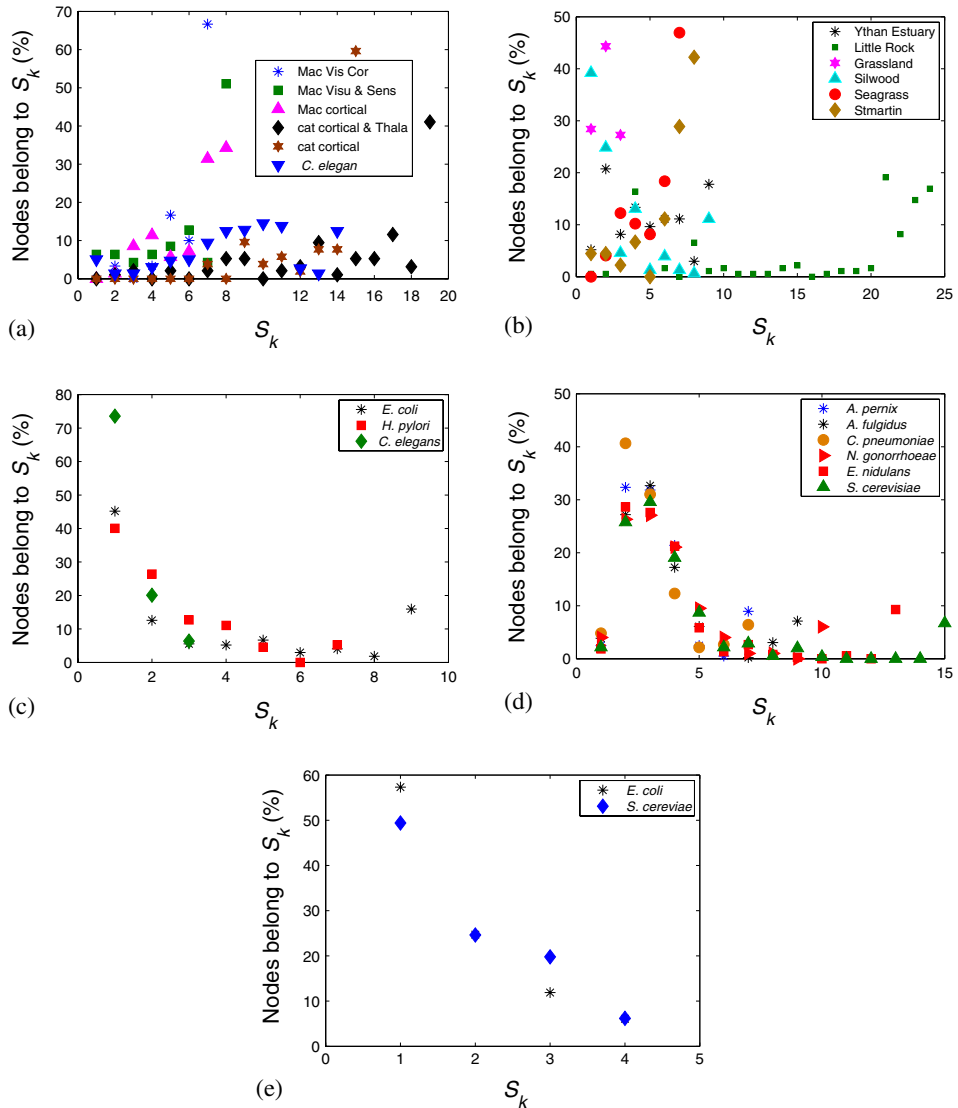 70
60
50
40
30
20
10
0
0 2 4 6 8 10 12 14 16 18 20
Nodes belong to S_k (%)
S_k
Mac Vis Cor
Mac Visu & Sens
Mac cortical
cat cortical & Thala
cat cortical
C. elegan
(a)
50
40
30
20
10
0
0 5 10 15 20 25
Nodes belong to S_k (%)
S_k
Ythan Estuary
Little Rock
Grassland
Silwood
Seagrass
Stmartin
(b)
80
70
60
50
40
30
20
10
0
0 2 4 6 8 10
Nodes belong to S_k (%)
S_k
E. coli
H. pylori
C. elegans
(c)
50
40
30
20
10
0
0 5 10 15
Nodes belong to S_k (%)
S_k
A. pernix
A. fulgidus
C. pneumoniae
N. gonorrhoeae
E. nidulans
S. cerevisiae
(d)
60
50
40
30
20
10
0
0 1 2 3 4 5
Nodes belong to S_k (%)
S_k
E. coli
S. cereviae
(e)